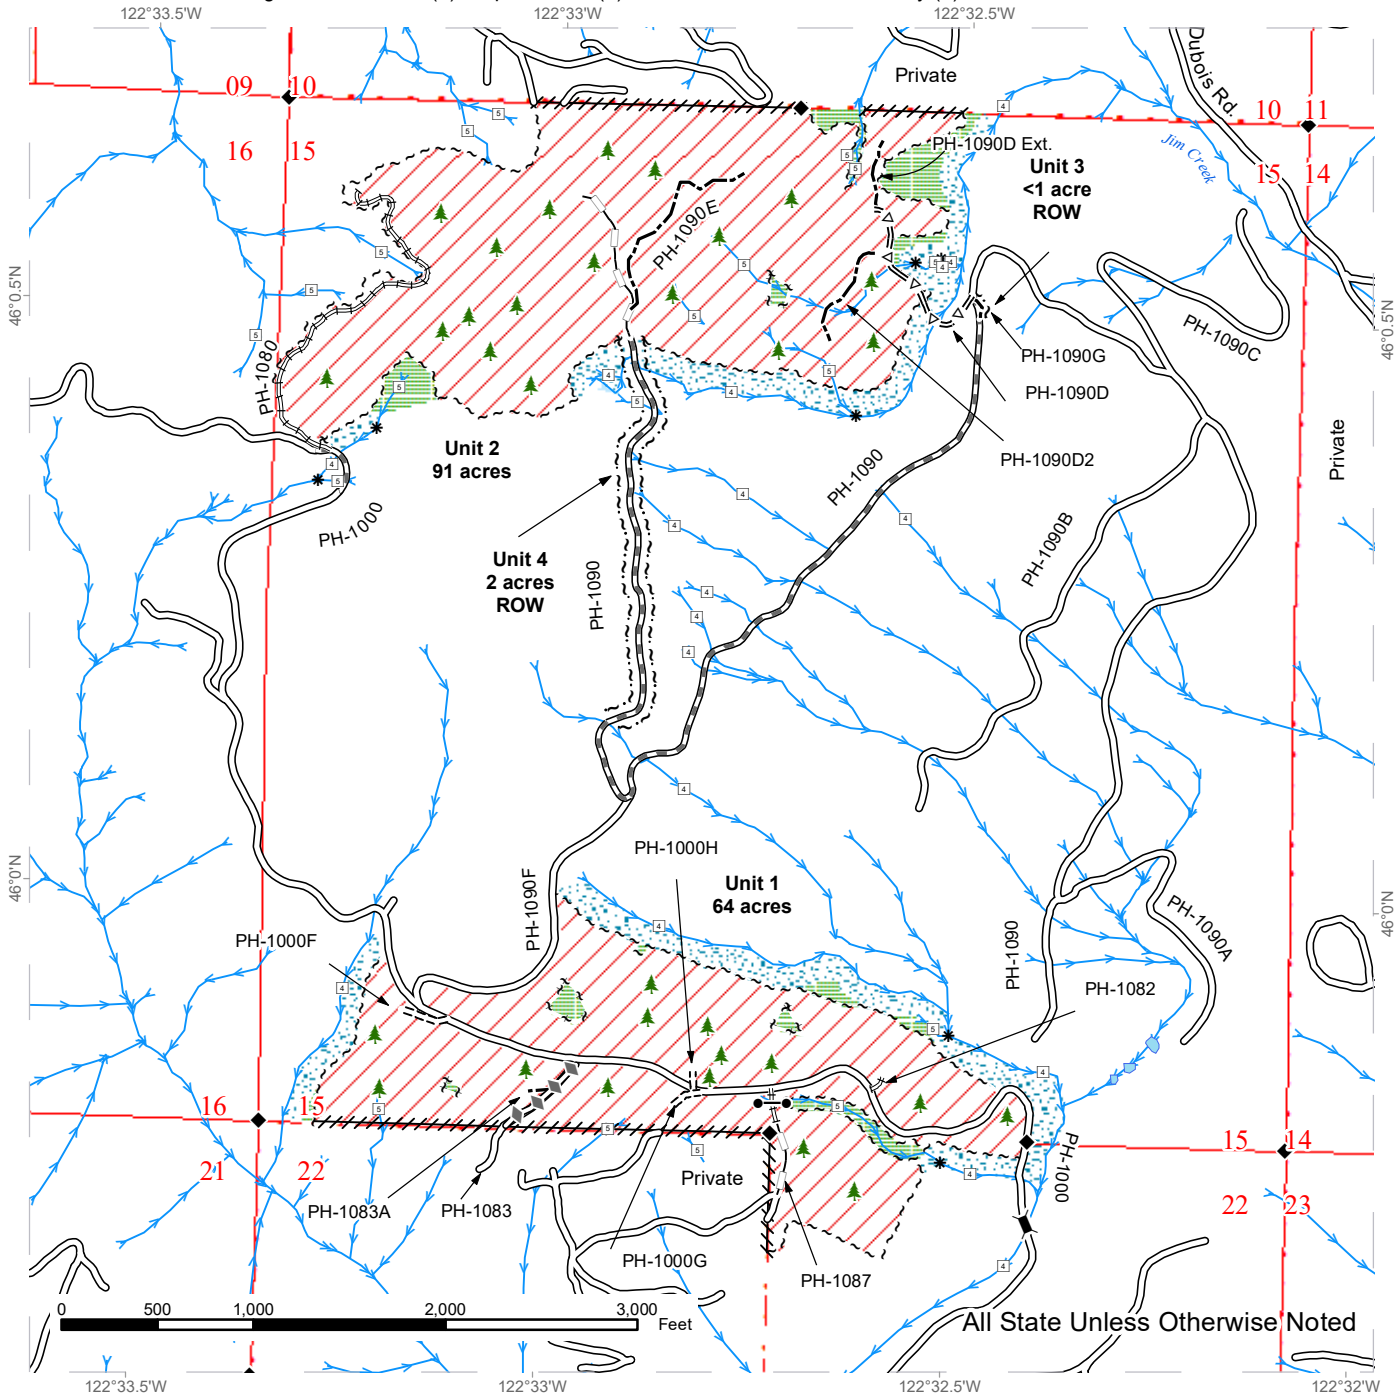 122°33.5'W
122°33'W
122°32.5'W
Private
Dubois Rd.
09
10
10
11
16
15
15
14
Jim Creek
PH-1090D Ext.
Unit 3
<1 acre
ROW
PH-1090E
46°0.5'N
46°0.5'N
PH-1090C
PH-1080
PH-1090G
PH-1090D
PH-1090D2
Unit 2
91 acres
PH-1090
Private
PH-1000
PH-1090B
Unit 4
2 acres
ROW
PH-1090
PH-1000H
Unit 1
64 acres
46°0'N
46°0'N
PH-1090F
PH-1090A
PH-1000F
PH-1090
PH-1082
16
15
15
14
21
22
22
23
Private
PH-1000
PH-1083A
PH-1083
PH-1000G
PH-1087
0
500
1,000
2,000
3,000
Feet
All State Unless Otherwise Noted
122°33.5'W
122°33'W
122°32.5'W
122°32'W